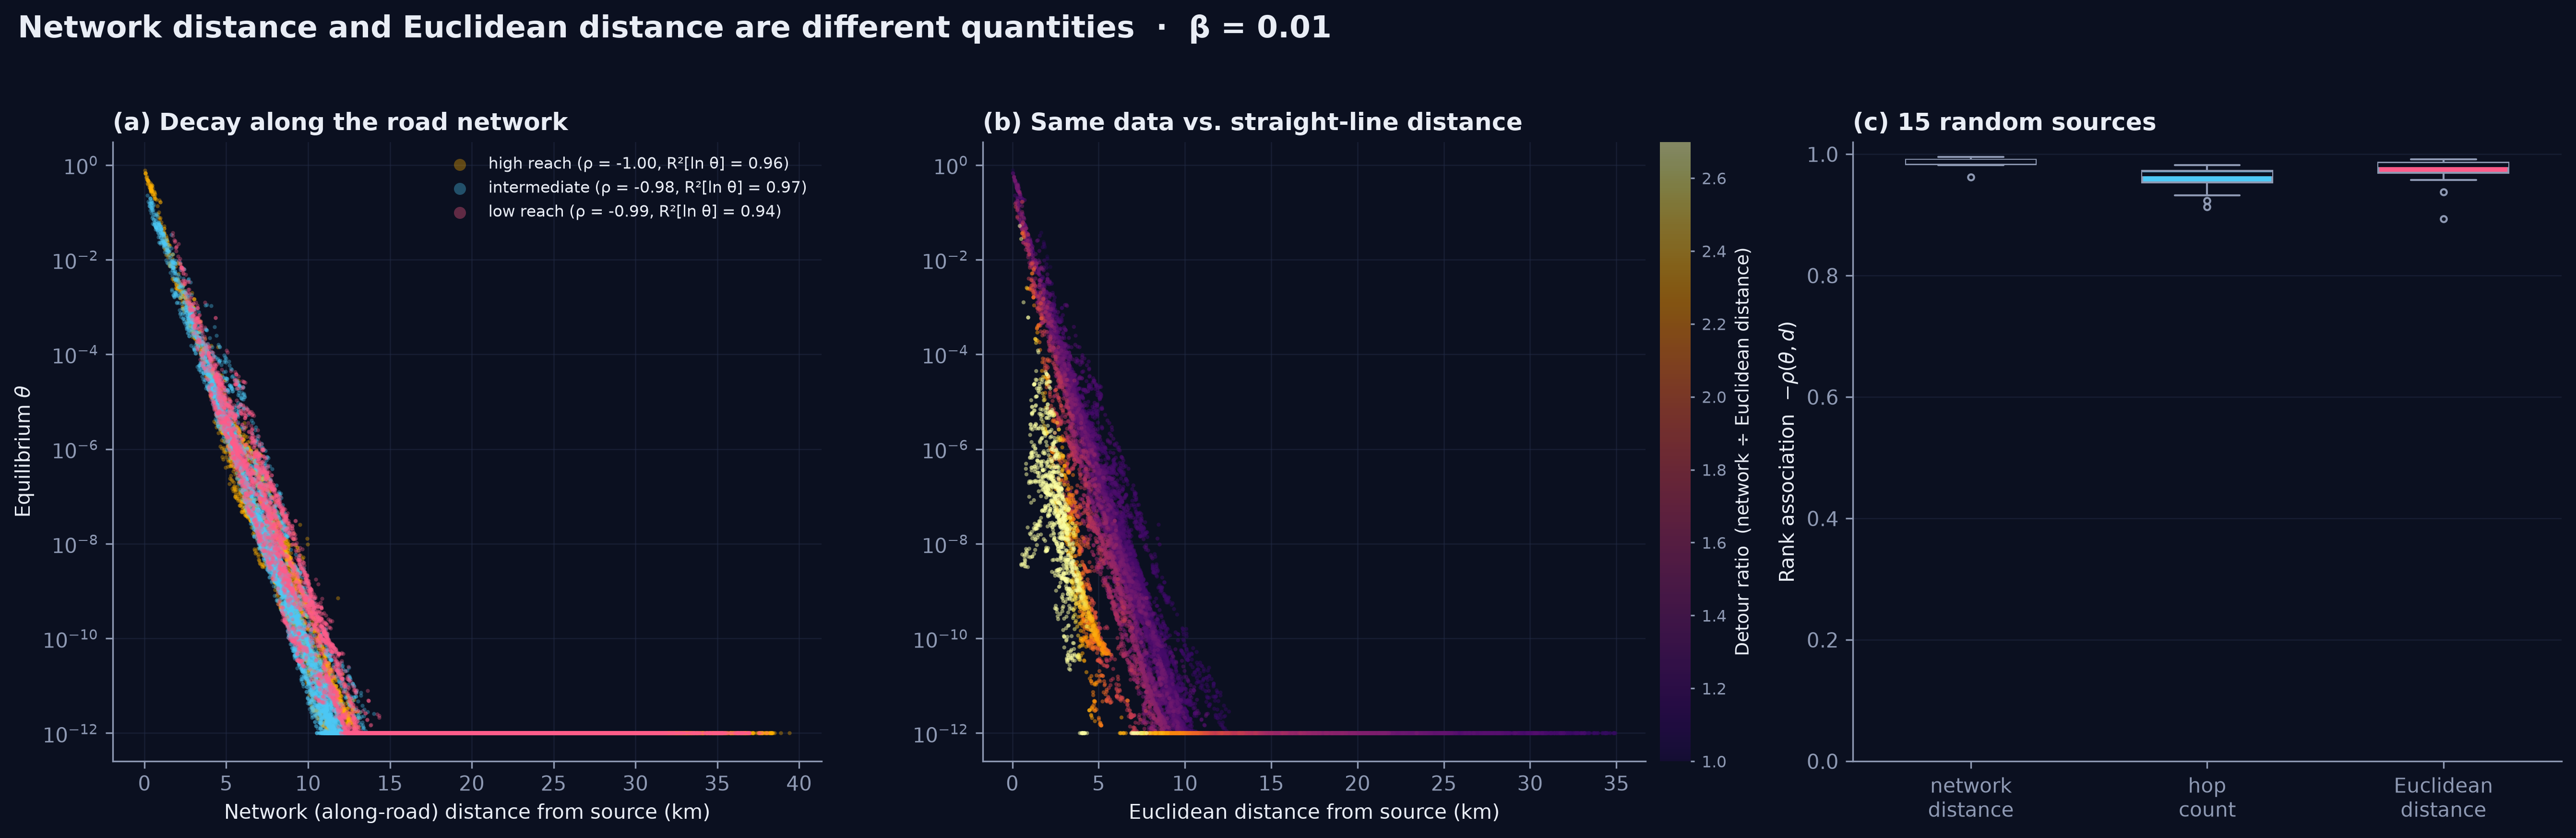 Network distance and Euclidean distance are different quantities · β = 0.01
(a) Decay along the road network
high reach (ρ = -1.00, R²[ln θ] = 0.96)
intermediate (ρ = -0.98, R²[ln θ] = 0.97)
low reach (ρ = -0.99, R²[ln θ] = 0.94)
Equilibrium θ
10⁰
10⁻²
10⁻⁴
10⁻⁶
10⁻⁸
10⁻¹⁰
10⁻¹²
0 5 10 15 20 25 30 35 40
Network (along-road) distance from source (km)
(b) Same data vs. straight-line distance
10⁰
10⁻²
10⁻⁴
10⁻⁶
10⁻⁸
10⁻¹⁰
10⁻¹²
0 5 10 15 20 25 30 35
Euclidean distance from source (km)
2.6
2.4
2.2
2.0
1.8
1.6
1.4
1.2
1.0
Detour ratio (network ÷ Euclidean distance)
(c) 15 random sources
Rank association −ρ(θ, d)
1.0
0.8
0.6
0.4
0.2
0.0
network
distance
hop
count
Euclidean
distance